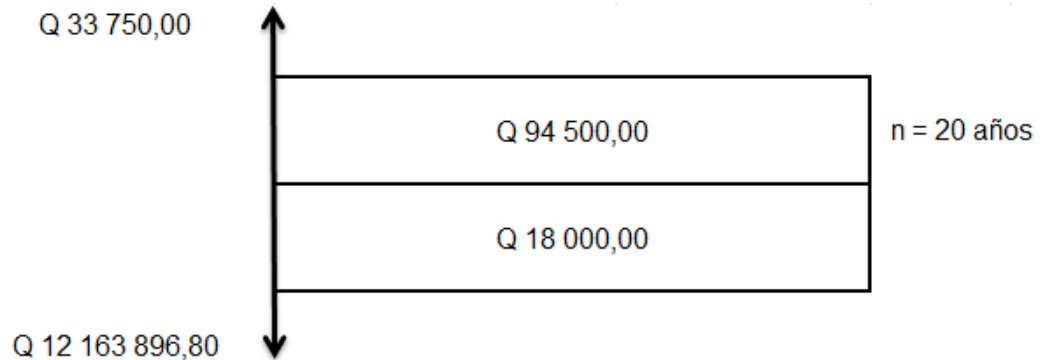 Q 33 750,00
Q 94 500,00
n = 20 años
Q 18 000,00
Q 12 163 896,80